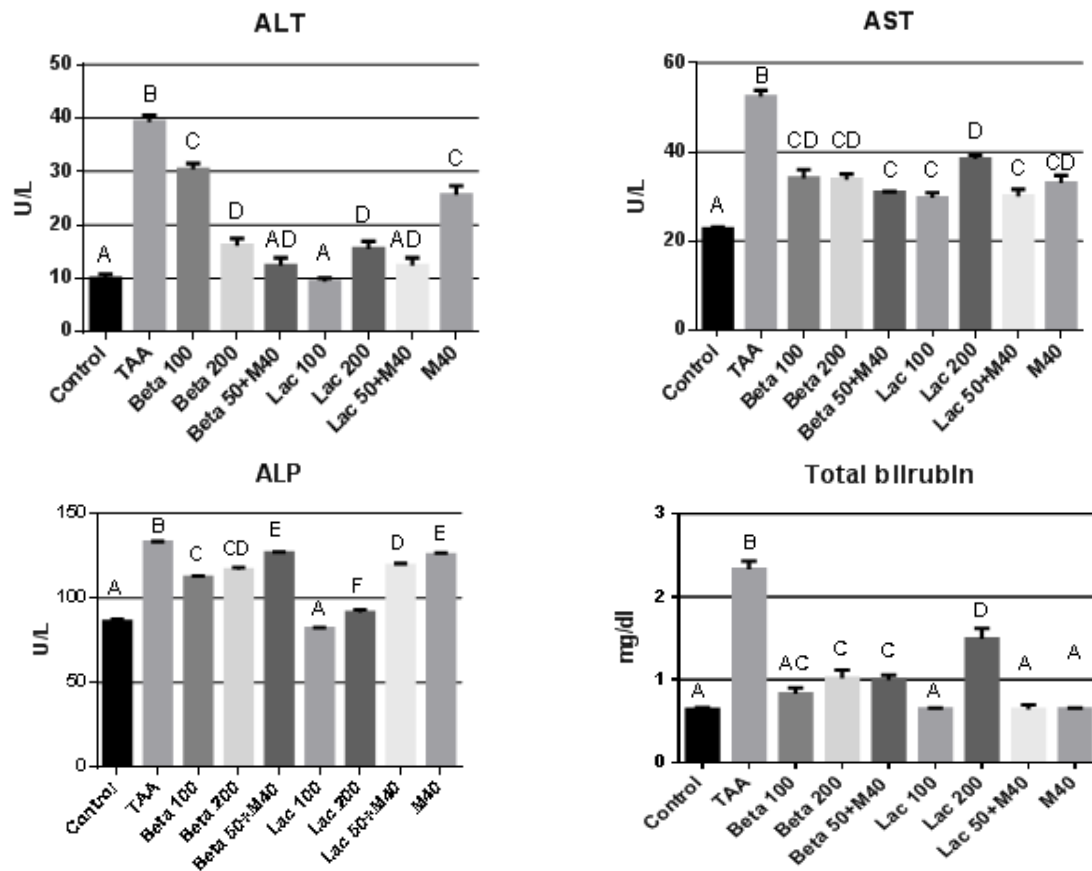 ALT
50
40
30
20
10
0
U/L
A
B
C
D
AD
A
D
AD
C
Control
TAA
Beta 100
Beta 200
Beta 50+M40
Lac 100
Lac 200
Lac 50+M40
M40
AST
60
40
20
0
U/L
A
B
CD
CD
C
C
D
C
CD
Control
TAA
Beta 100
Beta 200
Beta 50+M40
Lac 100
Lac 200
Lac 50+M40
M40
ALP
150
100
50
0
U/L
A
B
C
CD
E
A
F
D
E
Control
TAA
Beta 100
Beta 200
Beta 50+M40
Lac 100
Lac 200
Lac 50+M40
M40
Total bilrubin
3
2
1
0
mg/dl
A
B
AC
C
C
A
D
A
A
Control
TAA
Beta 100
Beta 200
Beta 50+M40
Lac 100
Lac 200
Lac 50+M40
M40